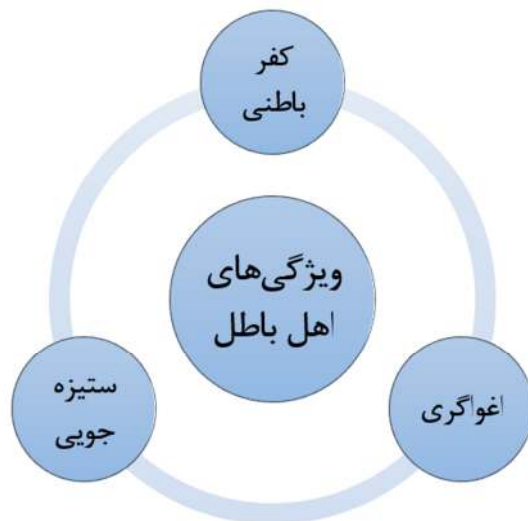 کفر
باطنی
ویژگی‌های
اهل باطل
اغواگری
ستیزه
جویی